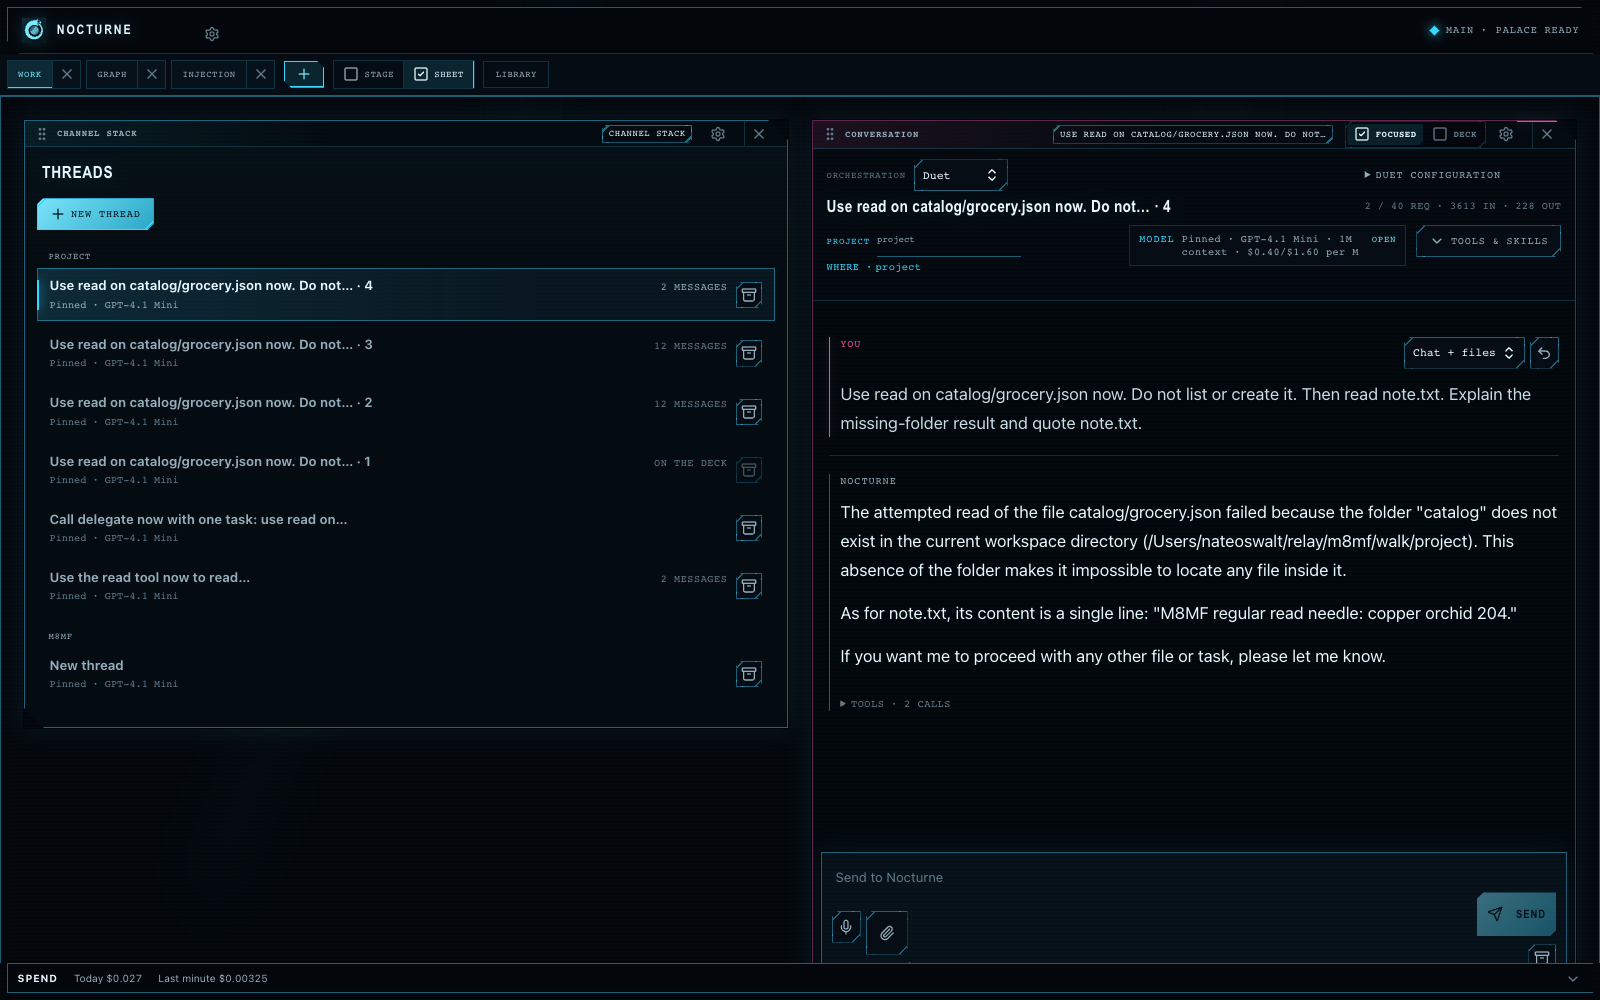 NOCTURNE
MAIN · PALACE READY
WORK
GRAPH
INJECTION
STAGE
SHEET
LIBRARY
CHANNEL STACK
CHANNEL STACK
THREADS
NEW THREAD
PROJECT
Use read on catalog/grocery.json now. Do not... · 4
2 MESSAGES
Pinned · GPT-4.1 Mini
Use read on catalog/grocery.json now. Do not... · 3
12 MESSAGES
Pinned · GPT-4.1 Mini
Use read on catalog/grocery.json now. Do not... · 2
12 MESSAGES
Pinned · GPT-4.1 Mini
Use read on catalog/grocery.json now. Do not... · 1
ON THE DECK
Pinned · GPT-4.1 Mini
Call delegate now with one task: use read on...
Pinned · GPT-4.1 Mini
Use the read tool now to read...
2 MESSAGES
Pinned · GPT-4.1 Mini
M8MF
New thread
Pinned · GPT-4.1 Mini
CONVERSATION
USE READ ON CATALOG/GROCERY.JSON NOW. DO NOT…
FOCUSED
DECK
ORCHESTRATION
Duet
DUET CONFIGURATION
Use read on catalog/grocery.json now. Do not... · 4
2 / 40 REQ · 3613 IN · 228 OUT
PROJECT project
MODEL Pinned · GPT-4.1 Mini · 1M
context · $0.40/$1.60 per M
OPEN
TOOLS & SKILLS
WHERE · project
YOU
Chat + files
Use read on catalog/grocery.json now. Do not list or create it. Then read note.txt. Explain the
missing-folder result and quote note.txt.
NOCTURNE
The attempted read of the file catalog/grocery.json failed because the folder "catalog" does not
exist in the current workspace directory (/Users/nateoswalt/relay/m8mf/walk/project). This
absence of the folder makes it impossible to locate any file inside it.
As for note.txt, its content is a single line: "M8MF regular read needle: copper orchid 204."
If you want me to proceed with any other file or task, please let me know.
TOOLS · 2 CALLS
Send to Nocturne
SEND
SPEND
Today $0.027
Last minute $0.00325